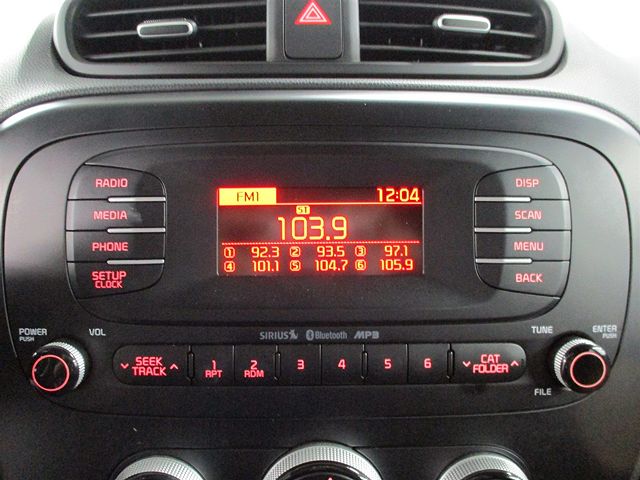 RADIO
MEDIA
PHONE
SETUP
CLOCK
FM1 12:04
ST
103.9
1 92.3 2 93.5 3 97.1
4 101.1 5 104.7 6 105.9
DISP
SCAN
MENU
BACK
POWER
PUSH
VOL
SIRIUS Bluetooth MP3
TUNE
ENTER
PUSH
SEEK
TRACK
1
RPT
2
RDM
3 4 5 6
CAT
FOLDER
FILE